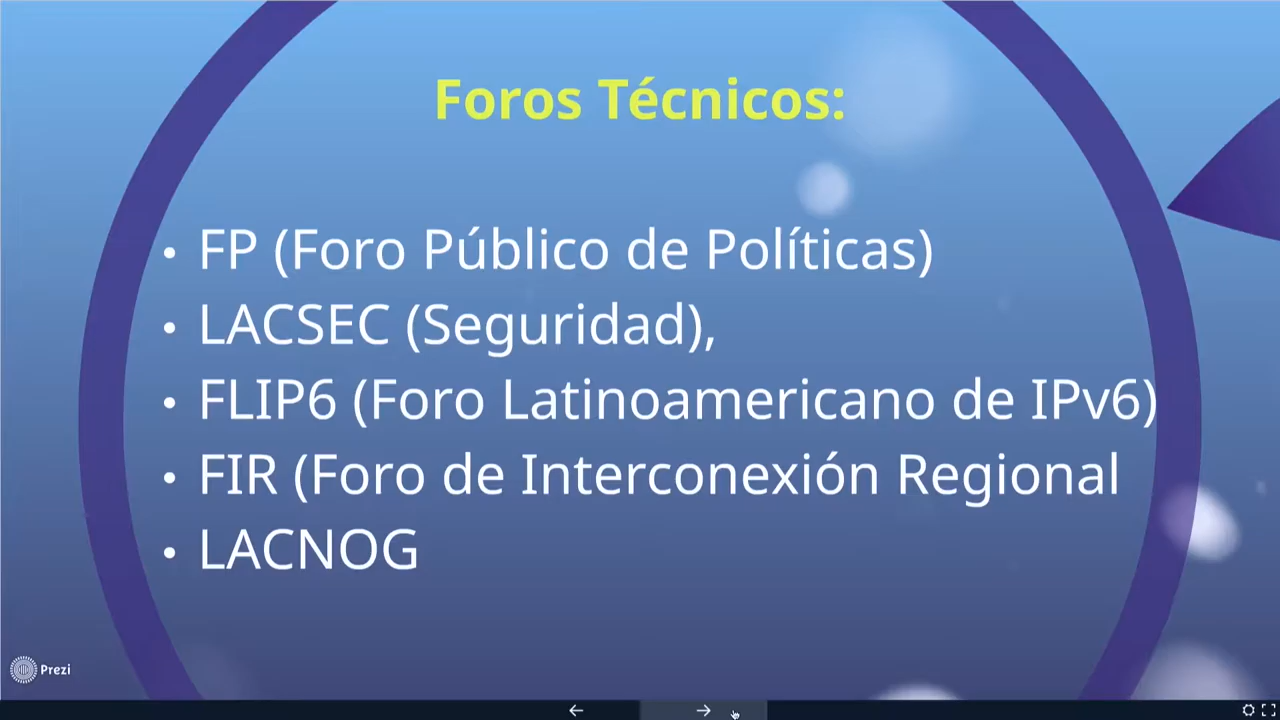 Foros Técnicos:
• FP (Foro Público de Políticas)
• LACSEC (Seguridad),
• FLIP6 (Foro Latinoamericano de IPv6)
• FIR (Foro de Interconexión Regional
• LACNOG
Prezi